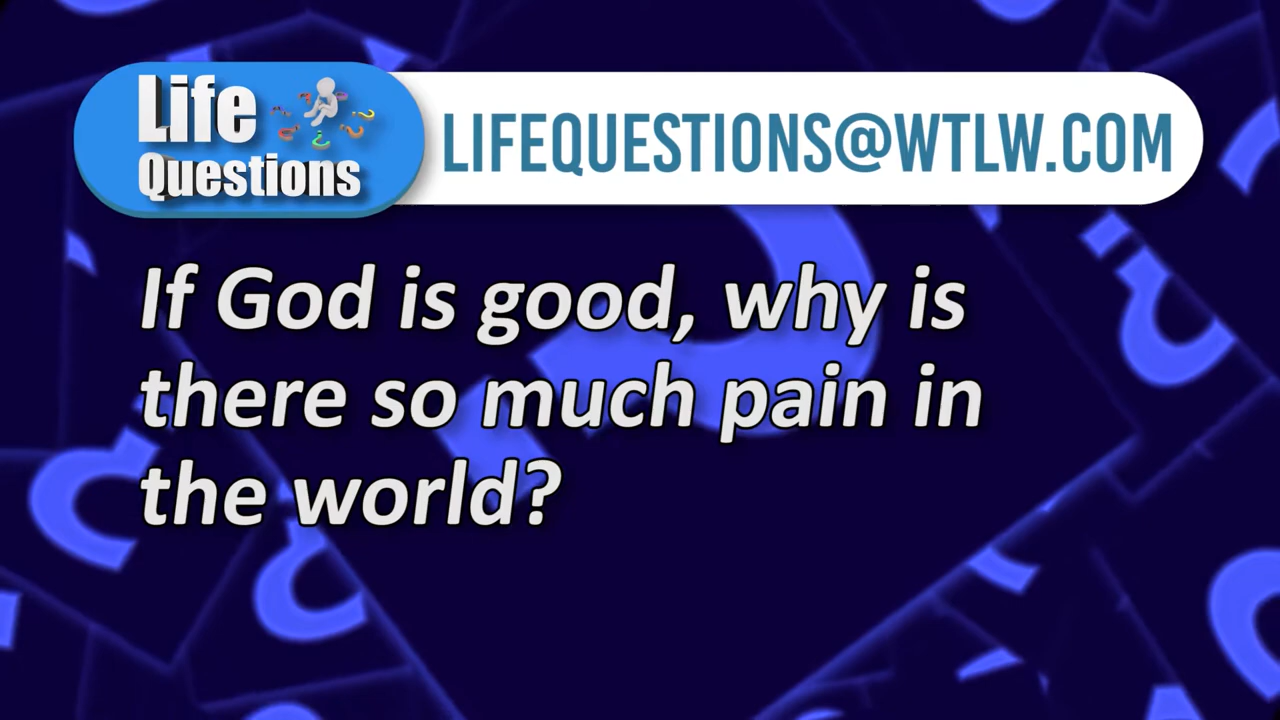 Life
Questions
LIFEQUESTIONS@WTLW.COM
If God is good, why is
there so much pain in
the world?